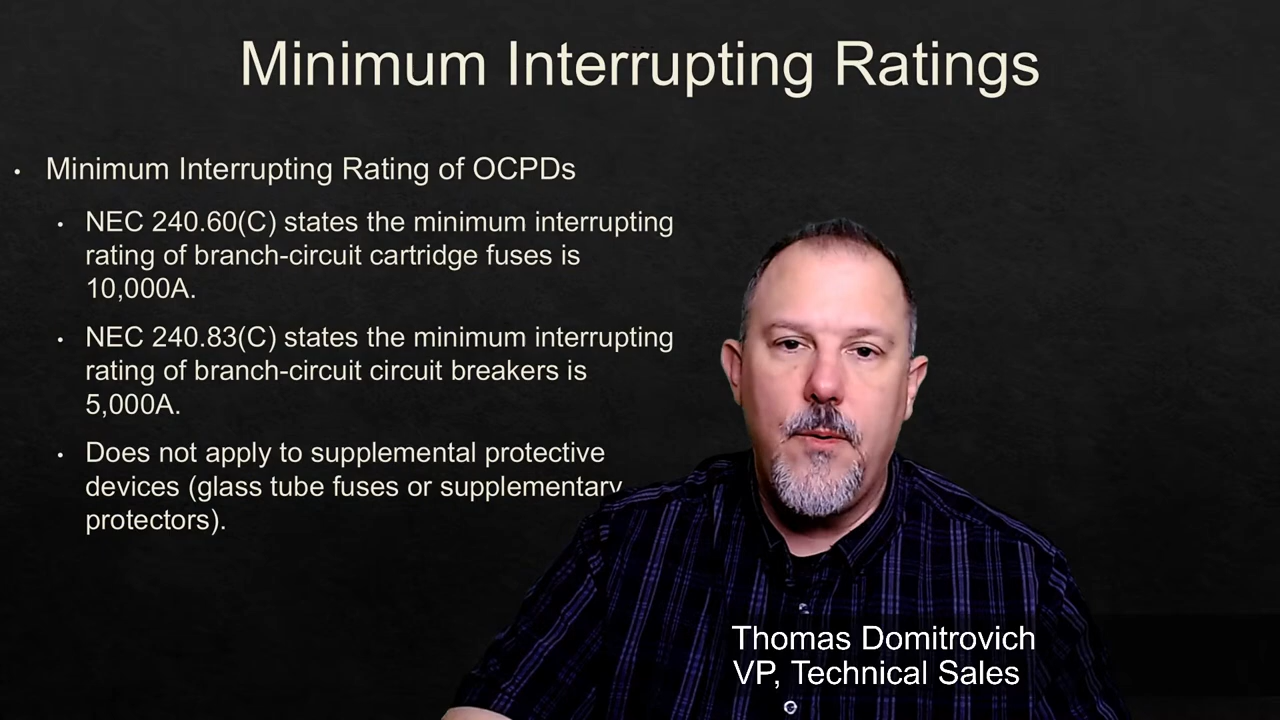 Minimum Interrupting Ratings
• Minimum Interrupting Rating of OCPDs
• NEC 240.60(C) states the minimum interrupting
rating of branch-circuit cartridge fuses is
10,000A.
• NEC 240.83(C) states the minimum interrupting
rating of branch-circuit circuit breakers is
5,000A.
• Does not apply to supplemental protective
devices (glass tube fuses or supplementary
protectors).
Thomas Domitrovich
VP, Technical Sales